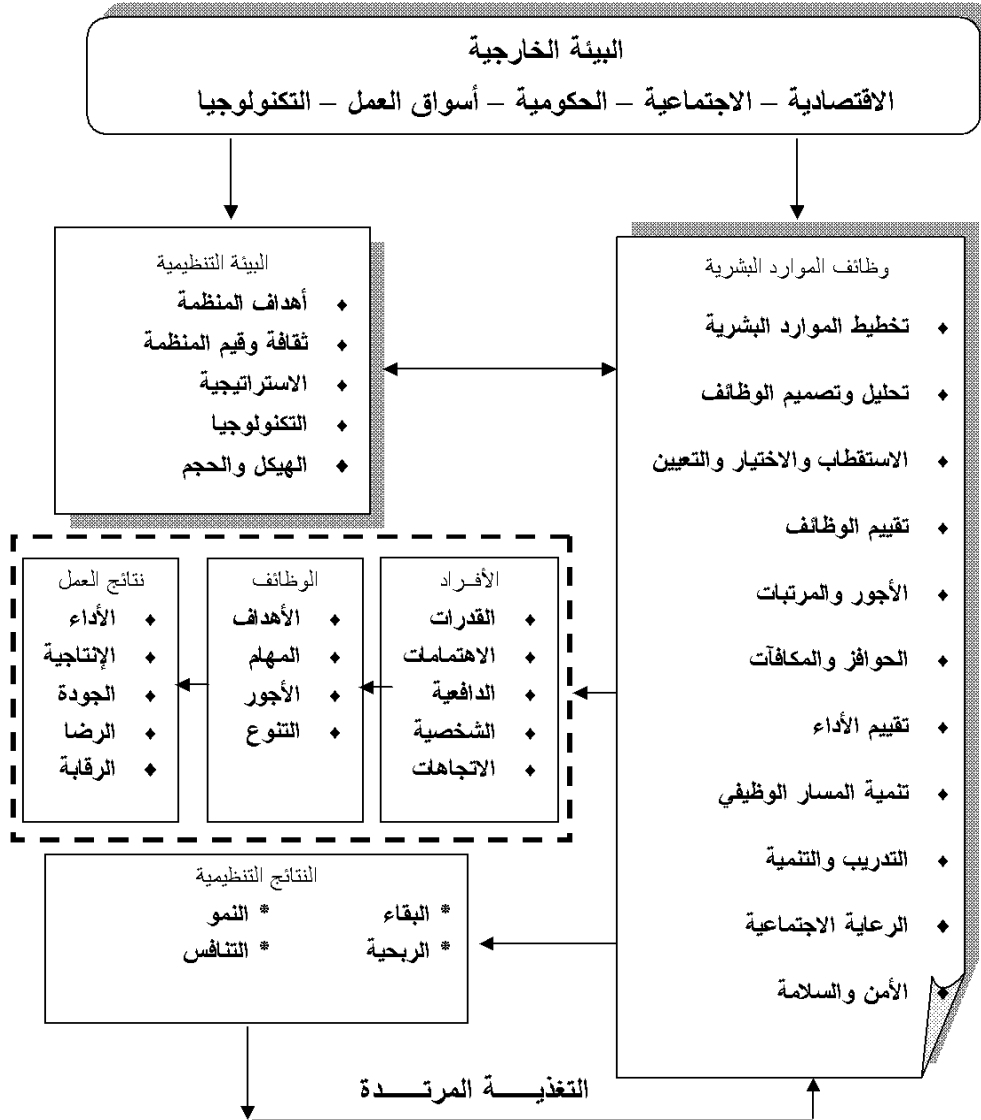 البيئة الخارجية
الاقتصادية – الاجتماعية – الحكومية – أسواق العمل – التكنولوجيا
وظائف الموارد البشرية
♦ تخطيط الموارد البشرية
♦ تحليل وتصميم الوظائف
♦ الاستقطاب والاختيار والتعيين
♦ تقييم الوظائف
♦ الأجور والمرتبات
♦ الحوافز والمكافآت
♦ تقييم الأداء
♦ تنمية المسار الوظيفي
♦ التدريب والتنمية
♦ الرعاية الاجتماعية
♦ الأمن والسلامة
البيئة التنظيمية
♦ أهداف المنظمة
♦ ثقافة وقيم المنظمة
♦ الاستراتيجية
♦ التكنولوجيا
♦ الهيكل والحجم
الأفــراد
♦ القدرات
♦ الاهتمامات
♦ الدافعية
♦ الشخصية
♦ الاتجاهات
الوظائف
♦ الأهداف
♦ المهام
♦ الأجور
♦ التنوع
نتائج العمل
♦ الأداء
♦ الإنتاجية
♦ الجودة
♦ الرضا
♦ الرقابة
النتائج التنظيمية
* البقاء * النمو
* الربحية * التنافس
التغذيــــة المرتــــدة